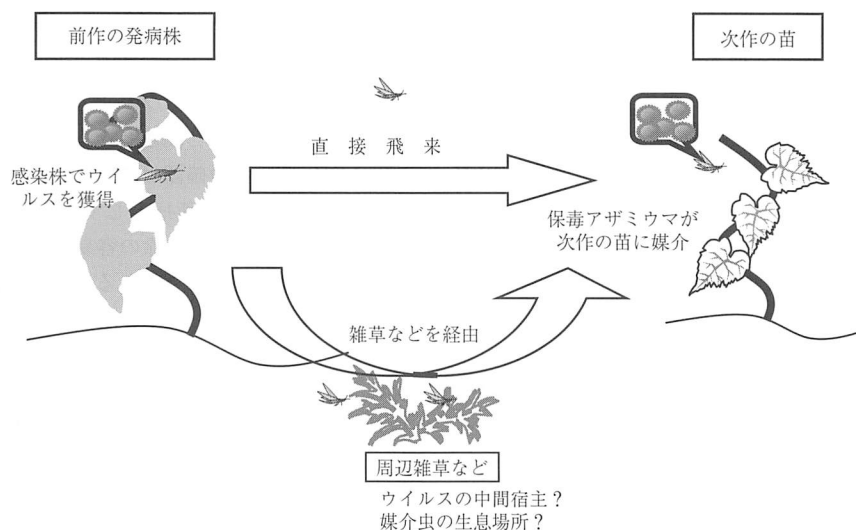 前作の発病株
次作の苗
直接飛来
感染株でウイ
ルスを獲得
保毒アザミウマが
次作の苗に媒介
雑草などを経由
周辺雑草など
ウイルスの中間宿主？
媒介虫の生息場所？